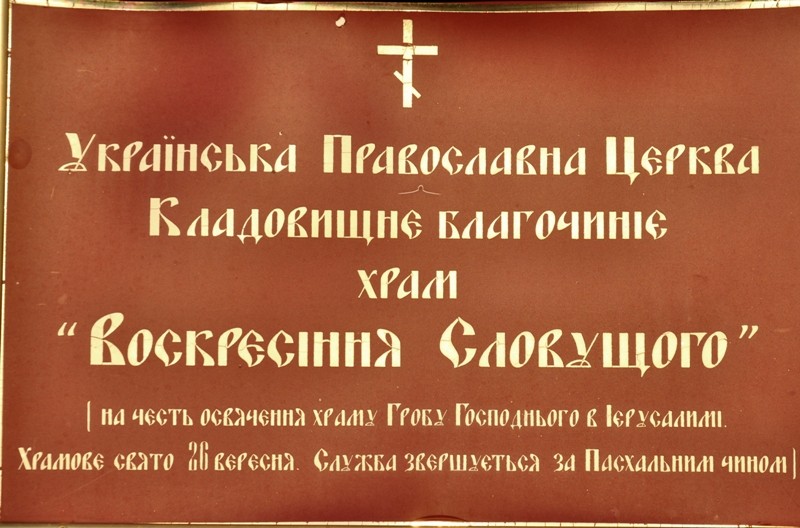 Українська Православна Церква
Кладовищне благочиніє
храм
“Воскресіння Словущого”
(на честь освячення храму Гробу Господнього в Ієрусалимі.
Храмове свято 26 вересня. Служба звершується за Пасхальним чином)